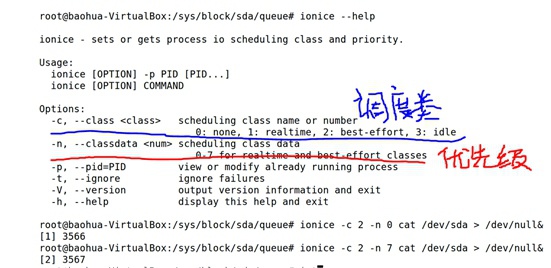 root@baohua-VirtualBox:/sys/block/sda/queue# ionice --help
ionice - sets or gets process io scheduling class and priority.
Usage:
ionice [OPTION] -p PID [PID...]
ionice [OPTION] COMMAND
Options:
调度类
-c, --class <class> scheduling class name or number
0: none, 1: realtime, 2: best-effort, 3: idle
-n, --classdata <num> scheduling class data
0-7 for realtime and best-effort classes 优先级
-p, --pid=PID view or modify already running process
-t, --ignore ignore failures
-V, --version output version information and exit
-h, --help display this help and exit
root@baohua-VirtualBox:/sys/block/sda/queue# ionice -c 2 -n 0 cat /dev/sda > /dev/null&
[1] 3566
root@baohua-VirtualBox:/sys/block/sda/queue# ionice -c 2 -n 7 cat /dev/sda > /dev/null&
[2] 3567